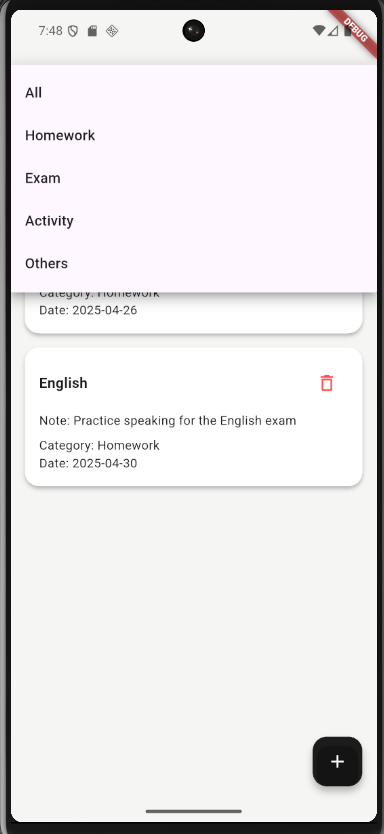 7:48
DEBUG
All
Homework
Exam
Activity
Others
Category: Homework
Date: 2025-04-26
English
Note: Practice speaking for the English exam
Category: Homework
Date: 2025-04-30
+